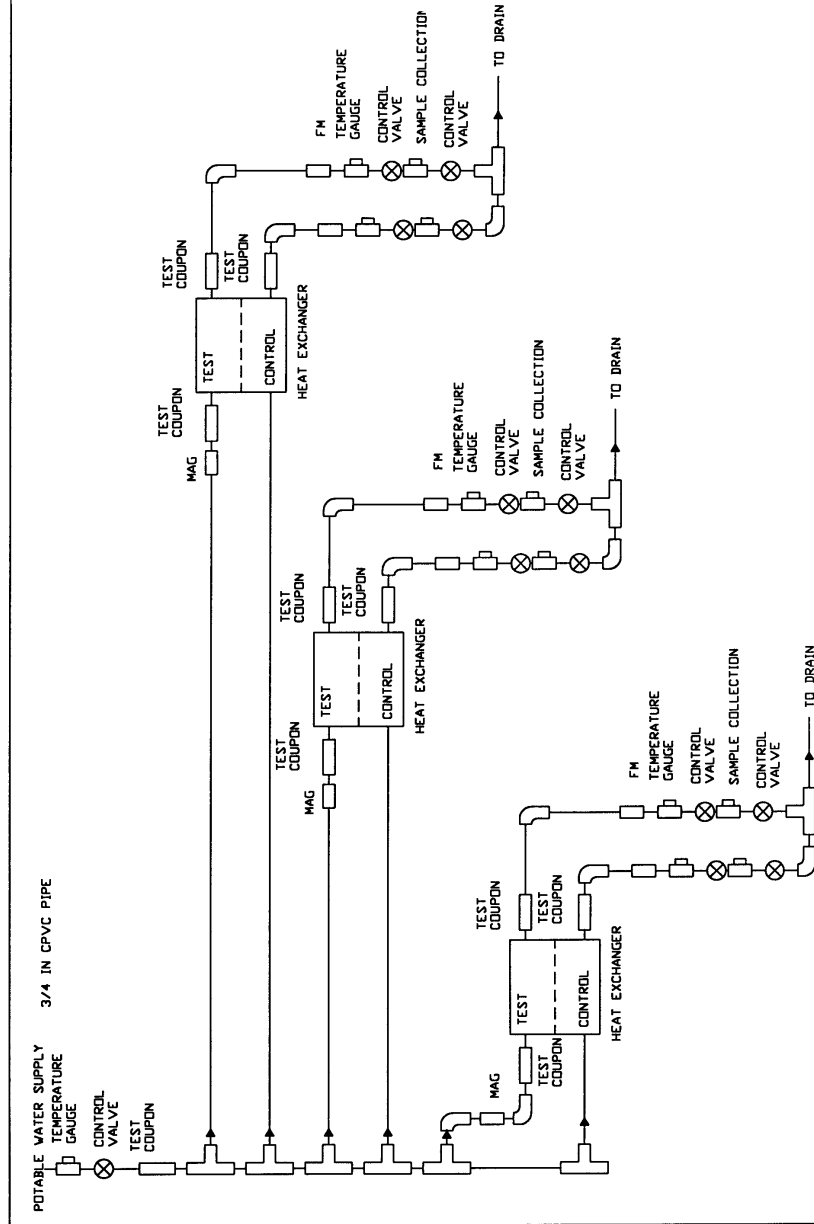 POTABLE WATER SUPPLY
3/4 IN CPVC PIPE
TEMPERATURE
GAUGE
CONTROL
VALVE
TEST
COUPON
MAG
TEST
COUPON
TEST
CONTROL
HEAT EXCHANGER
TEST
COUPON
TEST
COUPON
FM
TEMPERATURE
GAUGE
CONTROL
VALVE
SAMPLE COLLECTION
CONTROL
VALVE
TO DRAIN
MAG
TEST
COUPON
TEST
CONTROL
HEAT EXCHANGER
TEST
COUPON
TEST
COUPON
FM
TEMPERATURE
GAUGE
CONTROL
VALVE
SAMPLE COLLECTION
CONTROL
VALVE
TO DRAIN
MAG
TEST
COUPON
TEST
CONTROL
HEAT EXCHANGER
TEST
COUPON
TEST
COUPON
FM
TEMPERATURE
GAUGE
CONTROL
VALVE
SAMPLE COLLECTION
CONTROL
VALVE
TO DRAIN